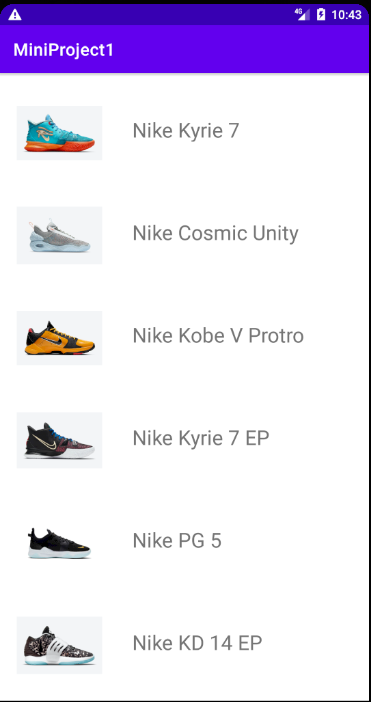 4G 10:43
MiniProject1
Nike Kyrie 7
Nike Cosmic Unity
Nike Kobe V Protro
Nike Kyrie 7 EP
Nike PG 5
Nike KD 14 EP